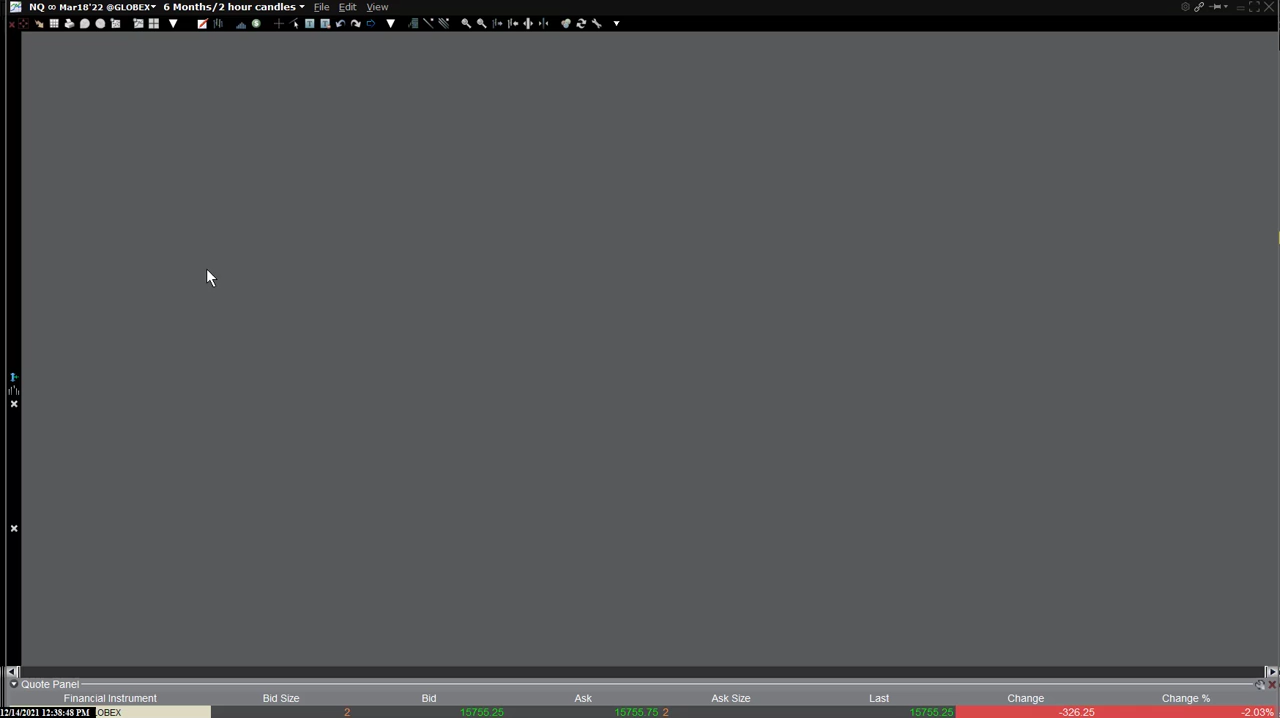 NQ ∞ Mar18'22 @GLOBEX 6 Months/2 hour candles File Edit View
Quote Panel
Financial Instrument Bid Size Bid Ask Ask Size Last Change Change %
12/14/2021 12:38:48 PM LOBEX 2 15755.25 15755.75 2 15755.25 -326.25 -2.03%